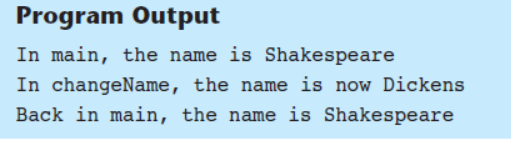 Program Output
In main, the name is Shakespeare
In changeName, the name is now Dickens
Back in main, the name is Shakespeare